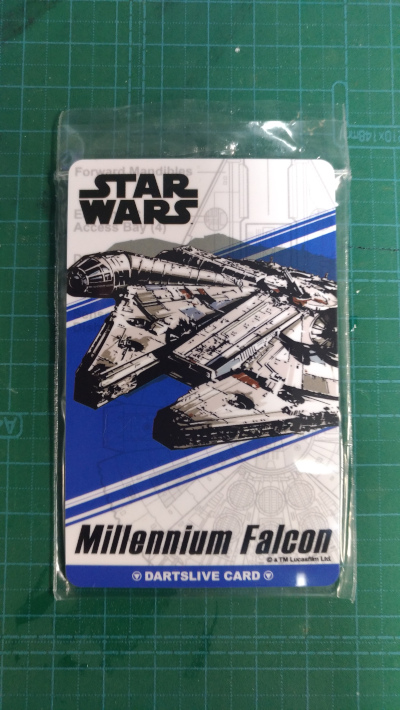 Forward Mandibles
STAR
WARS
Access Bay (4)
Millennium Falcon
© & TM Lucasfilm Ltd.
DARTSLIVE CARD